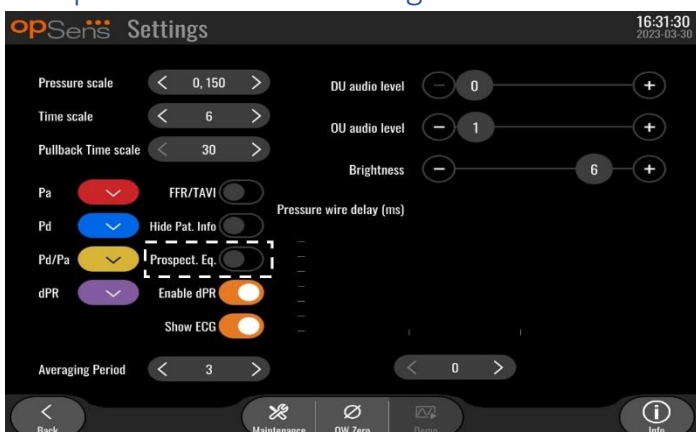 opSens Settings
16:31:30
2023-03-30
Pressure scale < 0, 150 >
DU audio level - 0 +
Time scale < 6 >
OU audio level - 1 +
Pullback Time scale < 30 >
Brightness - 6 +
Pa
FFR/TAVI
Pressure wire delay (ms)
Pd
Hide Pat. Info
Pd/Pa
Prospect. Eq.
dPR
Enable dPR
Show ECG
Averaging Period < 3 >
< 0 >
Back
Maintenance
OW Zero
Demo
Info